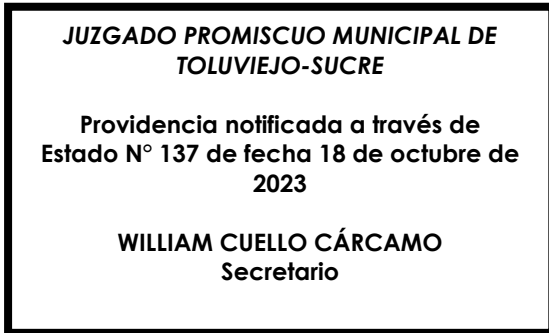 JUZGADO PROMISCUO MUNICIPAL DE
TOLUVIEJO-SUCRE
Providencia notificada a través de
Estado N° 137 de fecha 18 de octubre de
2023
WILLIAM CUELLO CÁRCAMO
Secretario